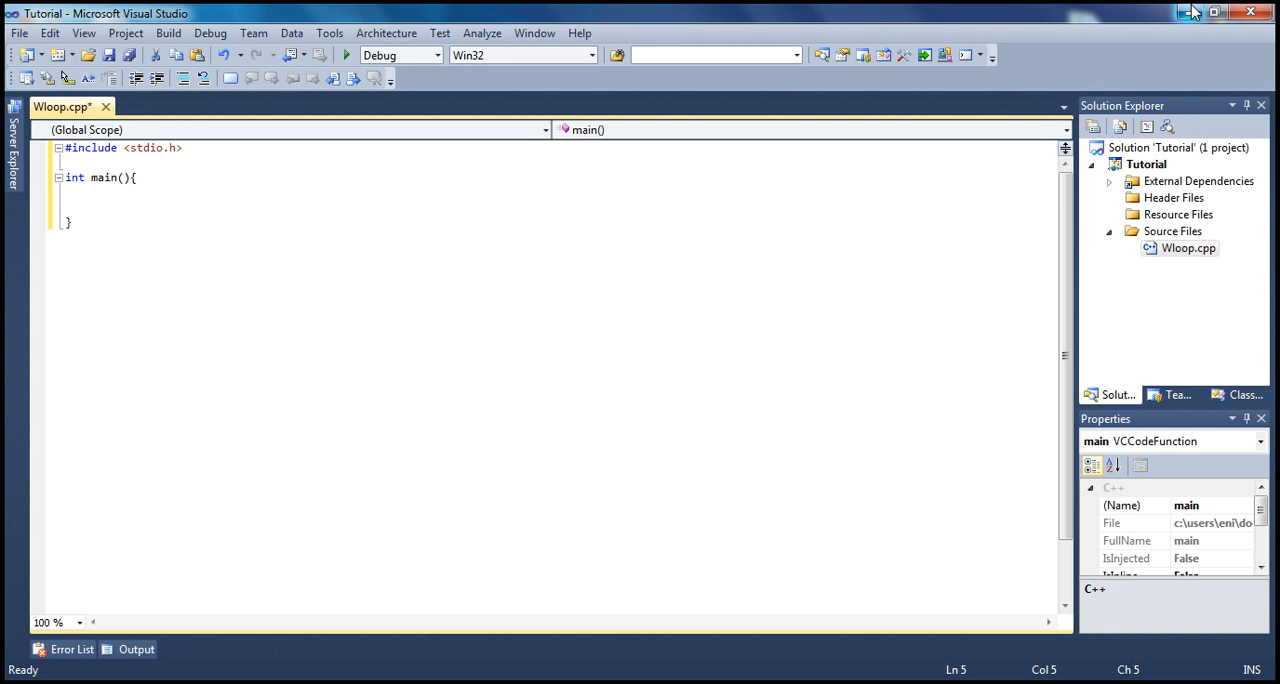 Tutorial - Microsoft Visual Studio
File Edit View Project Build Debug Team Data Tools Architecture Test Analyze Window Help
Debug Win32
Wloop.cpp*
(Global Scope) main()
#include <stdio.h>
int main(){
}
100 %
Server Explorer
Error List Output
Ready Ln 5 Col 5 Ch 5 INS
Solution Explorer
Solution 'Tutorial' (1 project)
Tutorial
External Dependencies
Header Files
Resource Files
Source Files
Wloop.cpp
Solut... Tea... Class...
Properties
main VCCodeFunction
C++
(Name) main
File c:\users\eni\do
FullName main
IsInjected False
IsInline False
C++